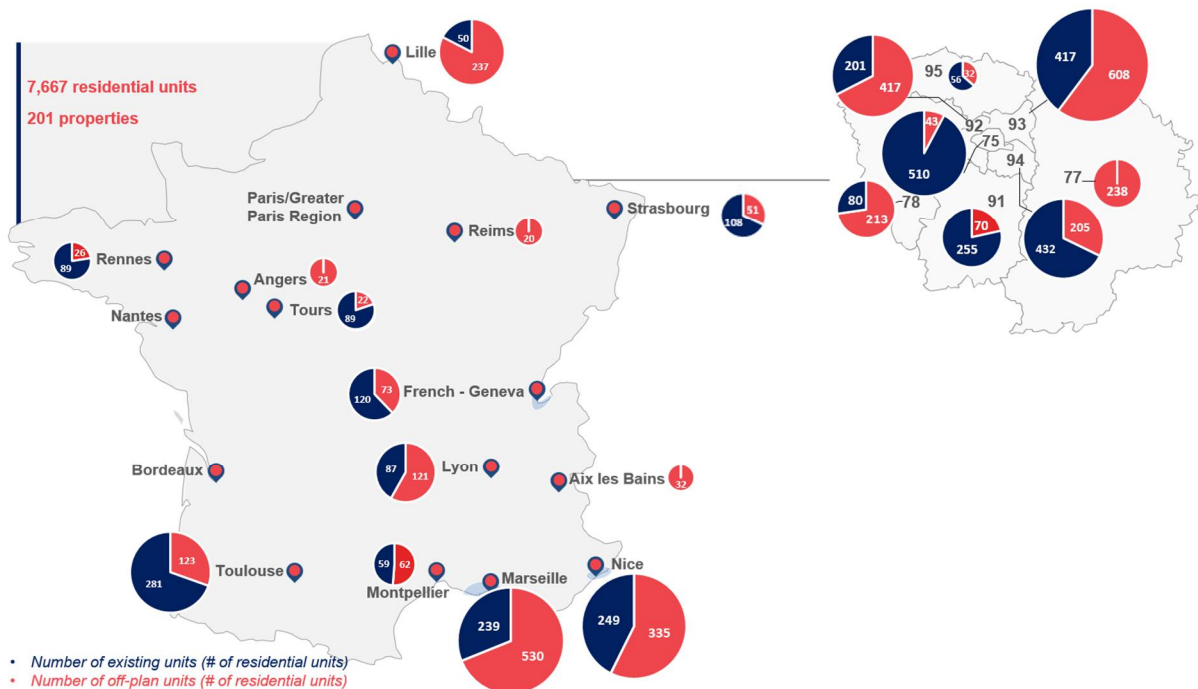 7,667 residential units
201 properties
Lille
50
237
Paris/Greater
Paris Region
Reims
20
Strasbourg
51
108
Rennes
26
89
Angers
21
Tours
22
89
Nantes
French - Geneva
73
120
Bordeaux
Lyon
87
121
Aix les Bains
32
Toulouse
123
281
Montpellier
59
62
Marseille
239
530
Nice
249
335
201
417
95
56
32
417
608
92
93
75
43
510
94
77
238
80
213
78
91
70
255
205
432
• Number of existing units (# of residential units)
• Number of off-plan units (# of residential units)